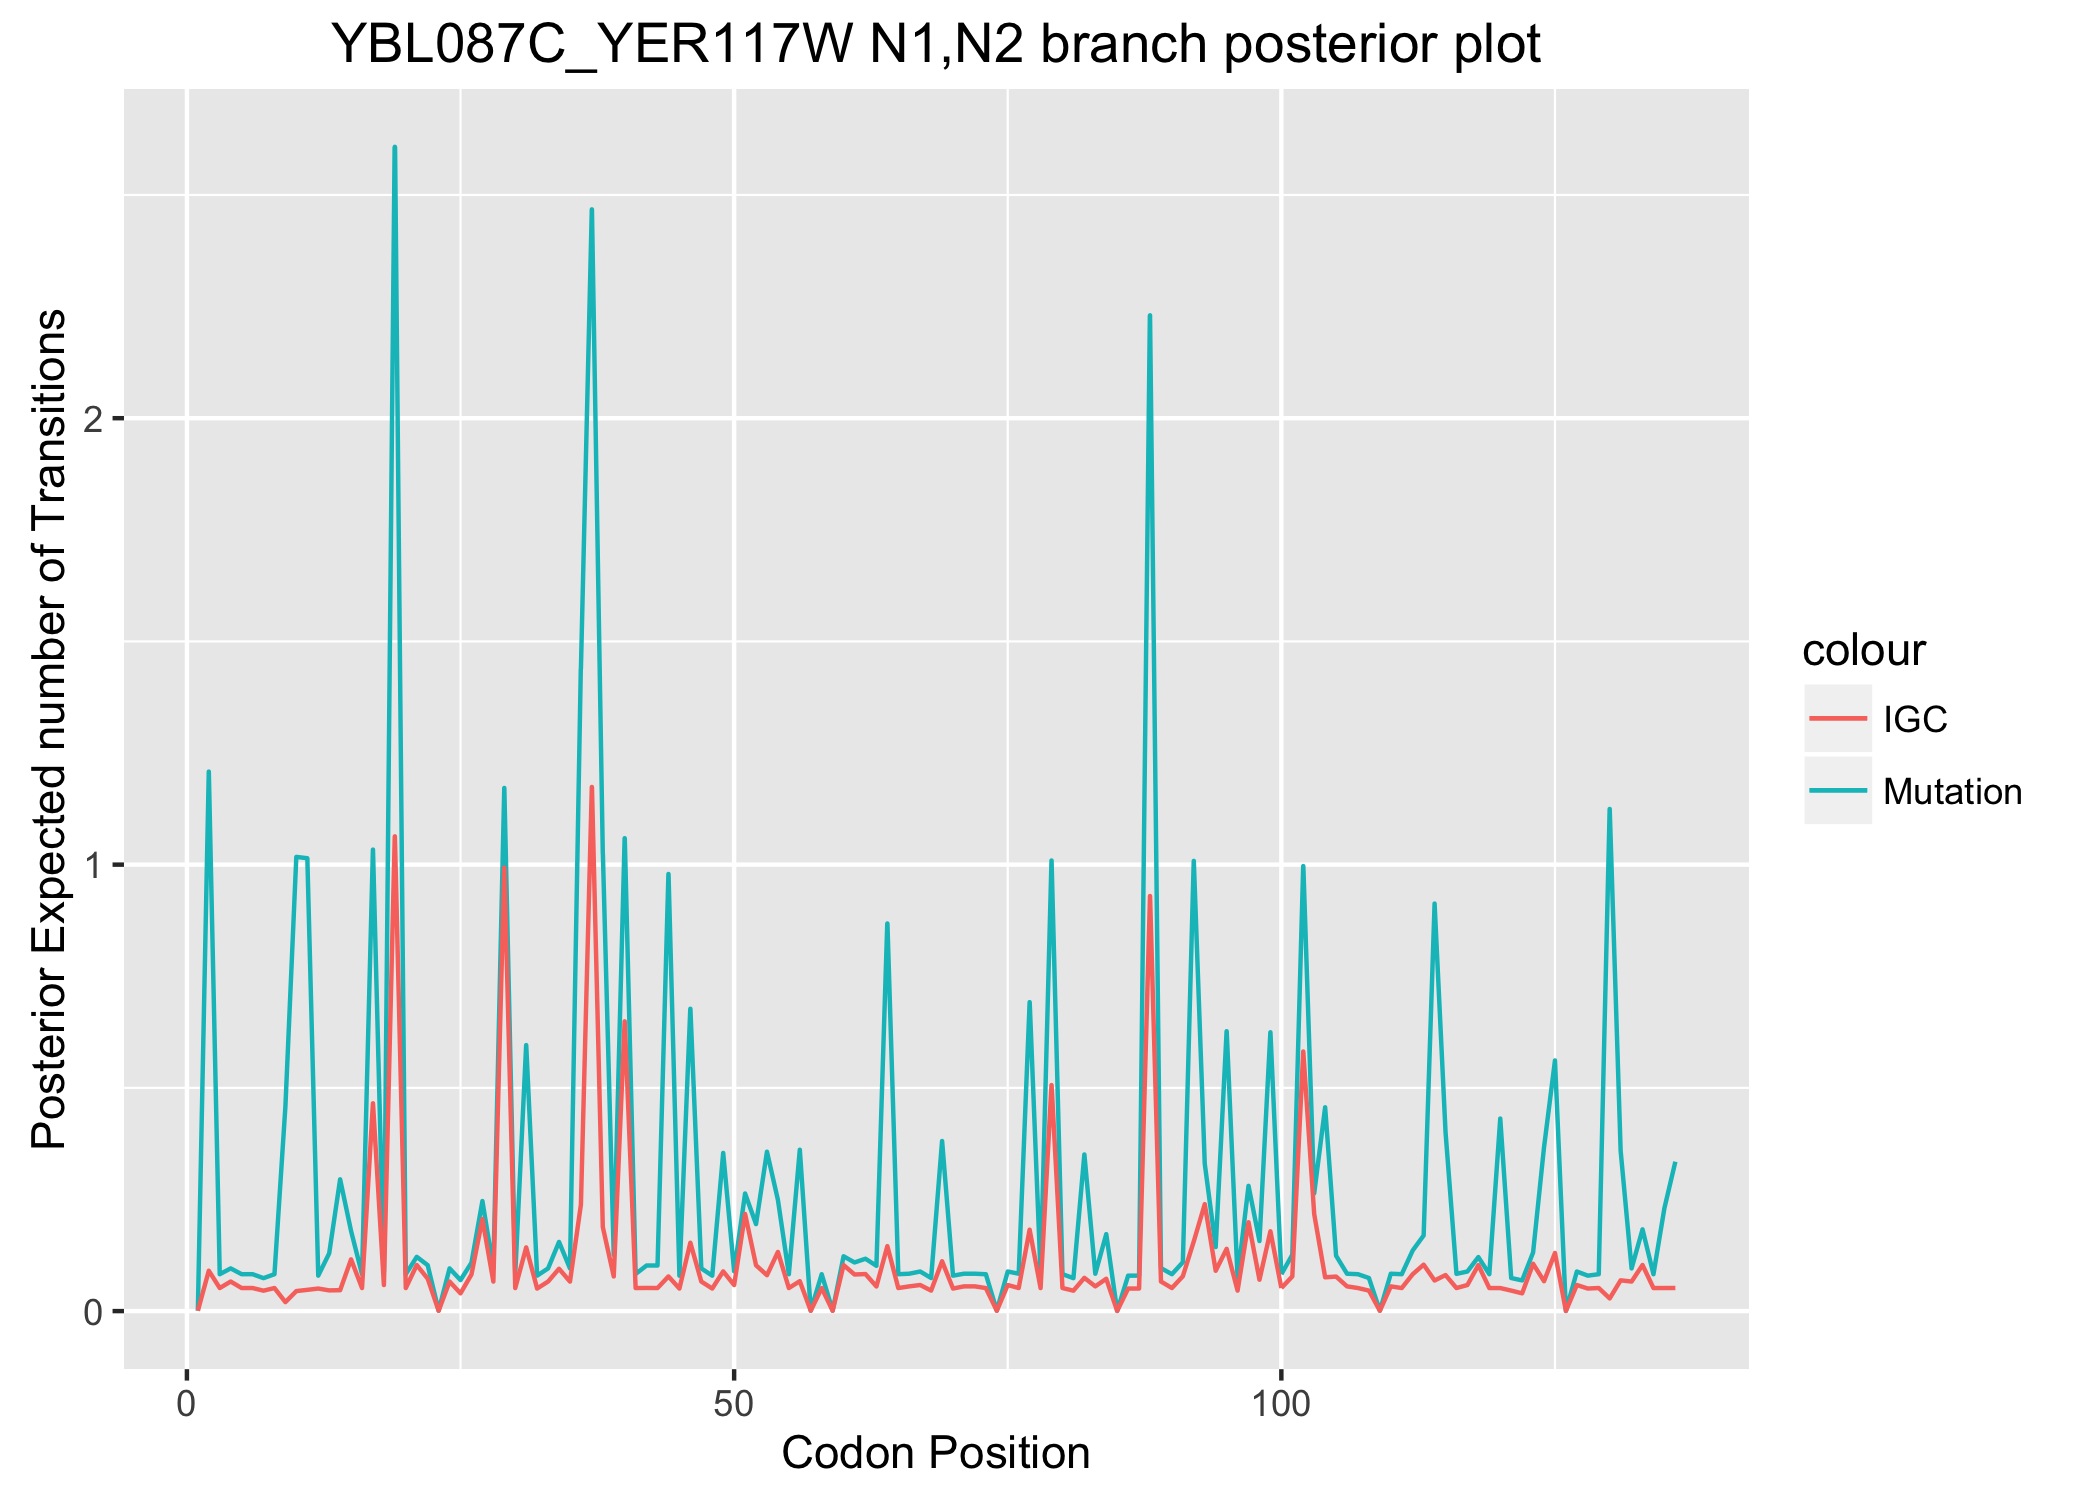 YBL087C_YER117W N1,N2 branch posterior plot
Posterior Expected number of Transitions
2
1
0
0 50 100
Codon Position
colour
IGC
Mutation